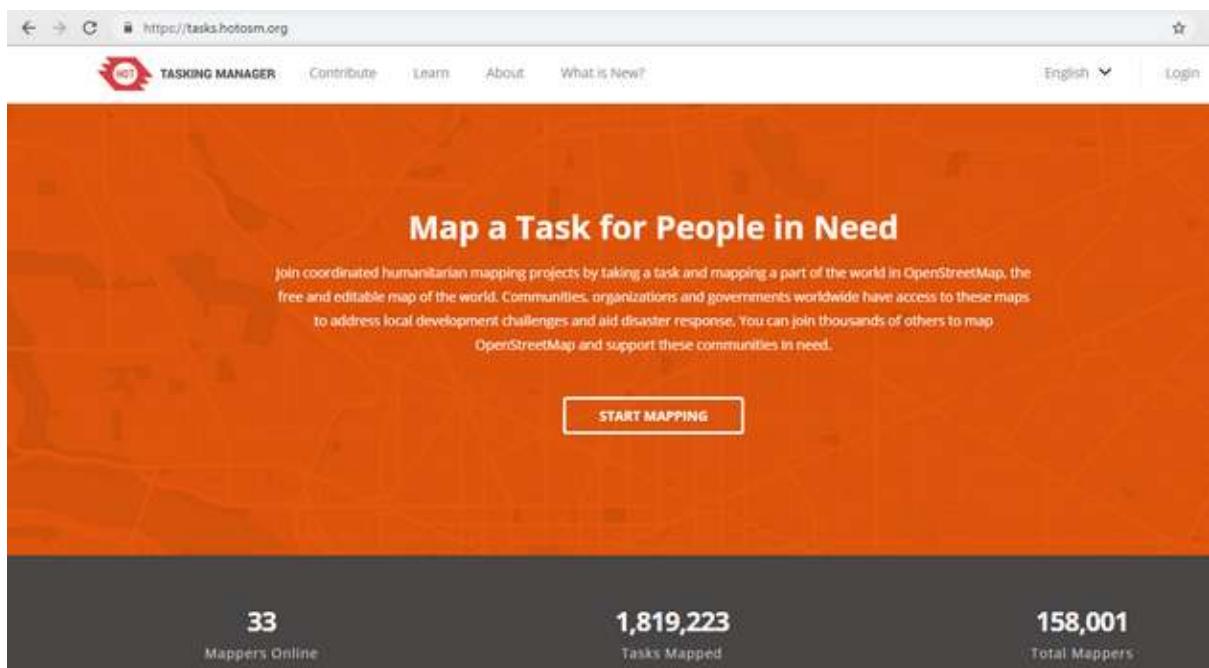 https://tasks.hotosm.org
HOT TASKING MANAGER Contribute Learn About What is New? English Login
Map a Task for People in Need
Join coordinated humanitarian mapping projects by taking a task and mapping a part of the world in OpenStreetMap, the
free and editable map of the world. Communities, organizations and governments worldwide have access to these maps
to address local development challenges and aid disaster response. You can join thousands of others to map
OpenStreetMap and support these communities in need.
START MAPPING
33 1,819,223 158,001
Mappers Online Tasks Mapped Total Mappers